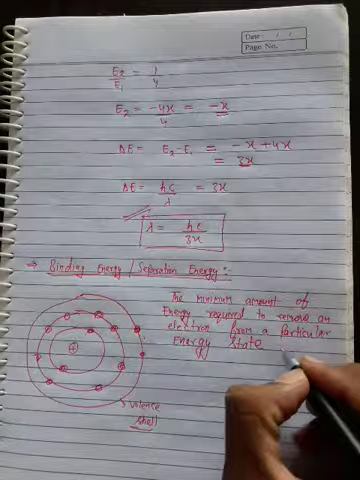 Date : / /
Page No.
E2/E1 = 1/4
E2 = -4x/4 = -x
ΔE = E2 - E1 = -x + 4x
= 3x
ΔE = hc/λ = 3x
λ = hc/3x
→ Binding Energy / Separation Energy :-
The minimum amount of
Energy required to remove an
electron from a particular
Energy state
+
→ valence
shell